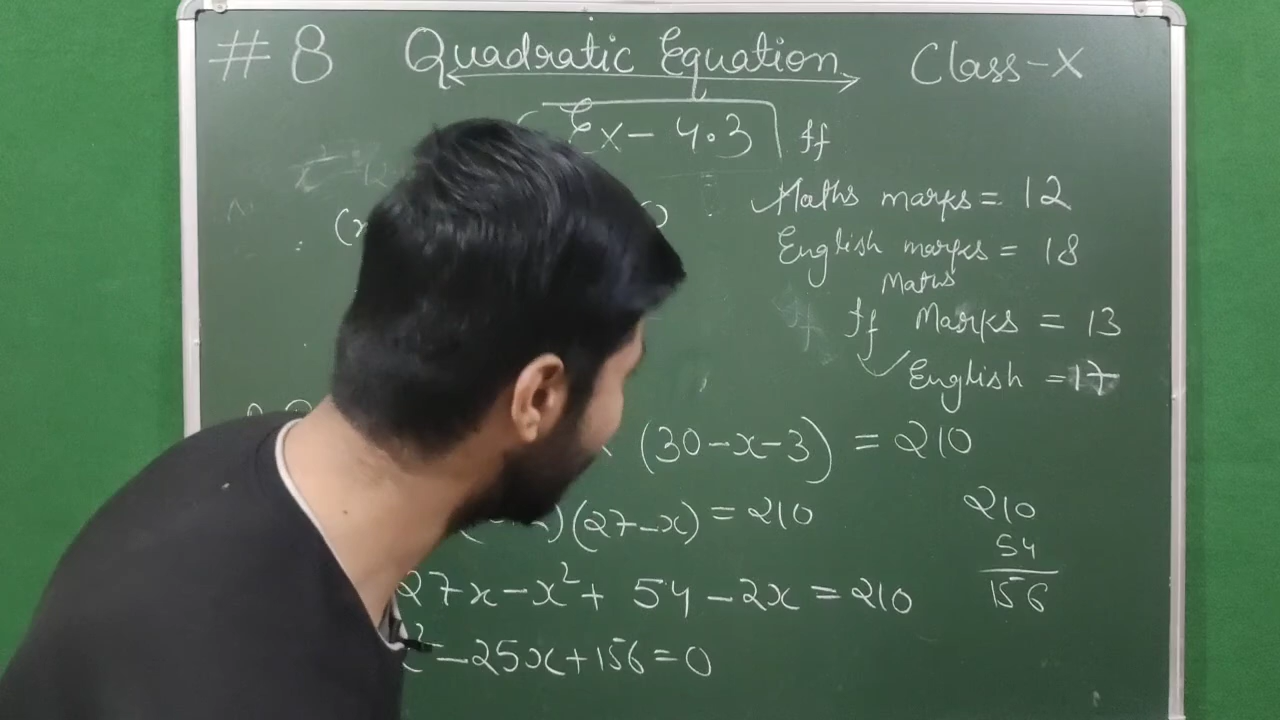 #8 Quadratic Equation Class-X
Ex-4.3 ff
Maths marks = 12
English marks = 18
Maths
ff Marks = 13
English = 17
(30-x-3) = 210
)(27-x) = 210
27x-x²+ 54-2x = 210
²-25x+156=0
210
54
156